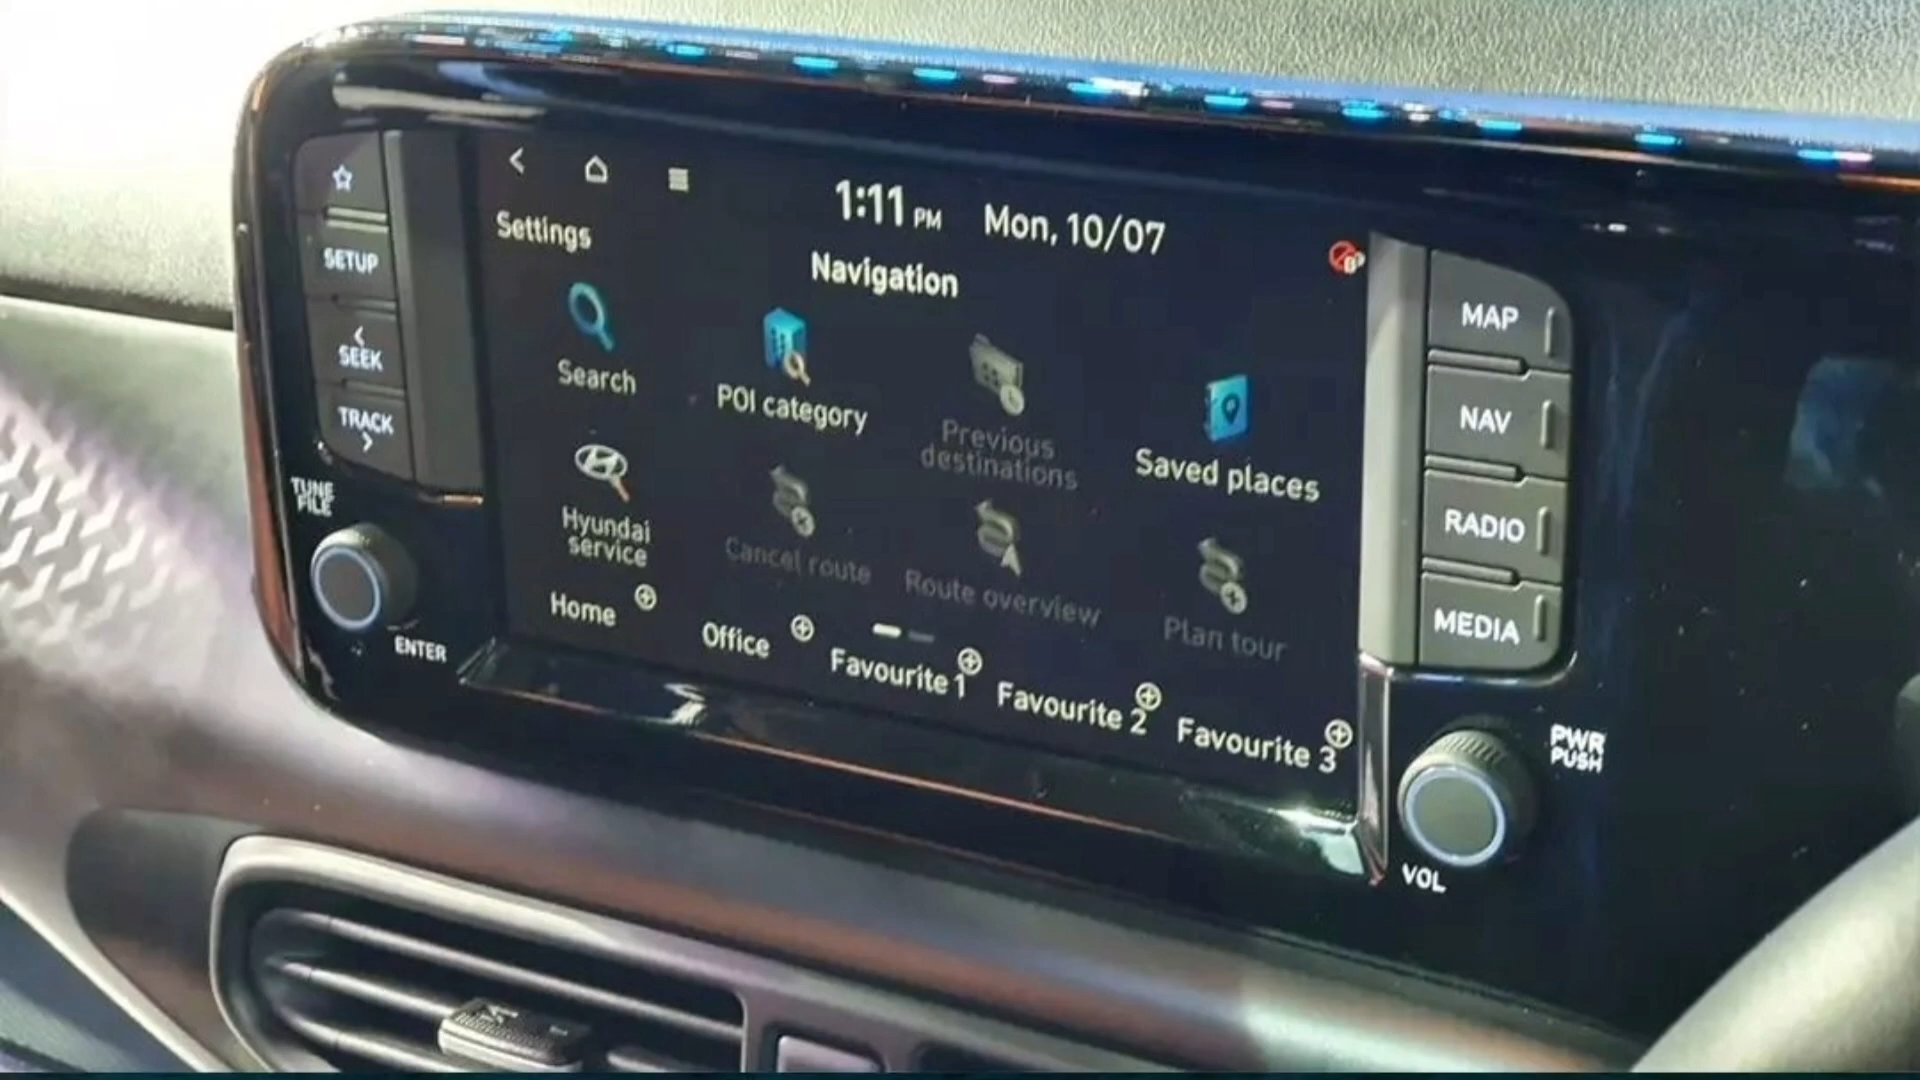 1:11 PM Mon, 10/07
Settings
Navigation
Search
POI category
Previous
destinations
Saved places
Hyundai
service
Cancel route
Route overview
Plan tour
Home
Office
Favourite 1
Favourite 2
Favourite 3
SETUP
SEEK
TRACK
TUNE
FILE
ENTER
MAP
NAV
RADIO
MEDIA
PWR
PUSH
VOL